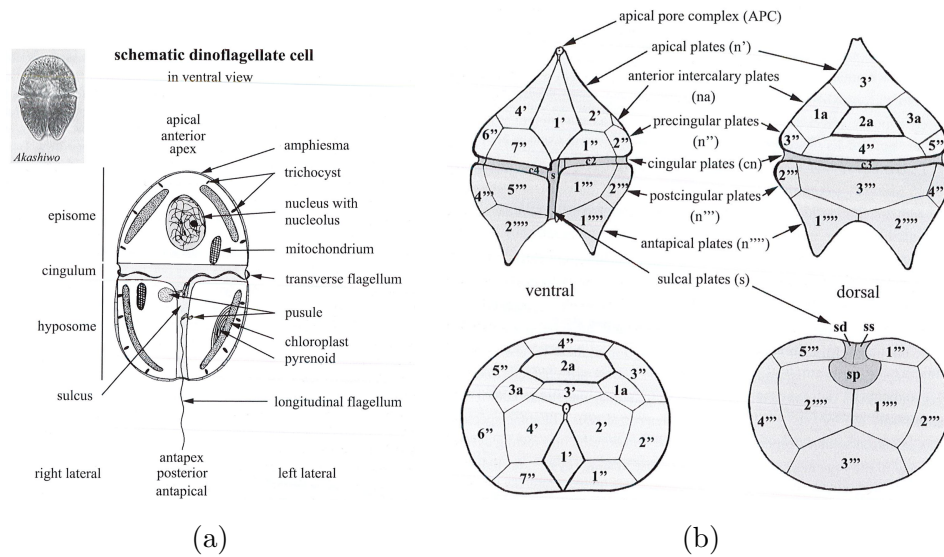 schematic dinoflagellate cell
in ventral view
Akashiwo
apical
anterior
apex
amphiesma
trichocyst
nucleus with
nucleolus
mitochondrium
transverse flagellum
pusule
chloroplast
pyrenoid
longitudinal flagellum
episome
cingulum
hyposome
sulcus
right lateral
antapex
posterior
antapical
left lateral
(a)
apical pore complex (APC)
apical plates (n')
anterior intercalary plates
(na)
precingular plates
(n'')
cingular plates (cn)
postcingular plates
(n''')
antapical plates (n'''')
sulcal plates (s)
4'
1'
2'
6''
7''
1''
2''
c4
s
c2
4'''
5'''
1'''
2'''
2''''
1''''
ventral
3'
1a
2a
3a
3''
4''
5''
c3
2'''
3'''
4'''
1''''
2''''
dorsal
4''
5''
2a
3''
3a
3'
1a
6''
4'
2'
2''
1'
7''
1''
sd
ss
5'''
1'''
sp
2''''
1''''
4'''
2'''
3'''
(b)